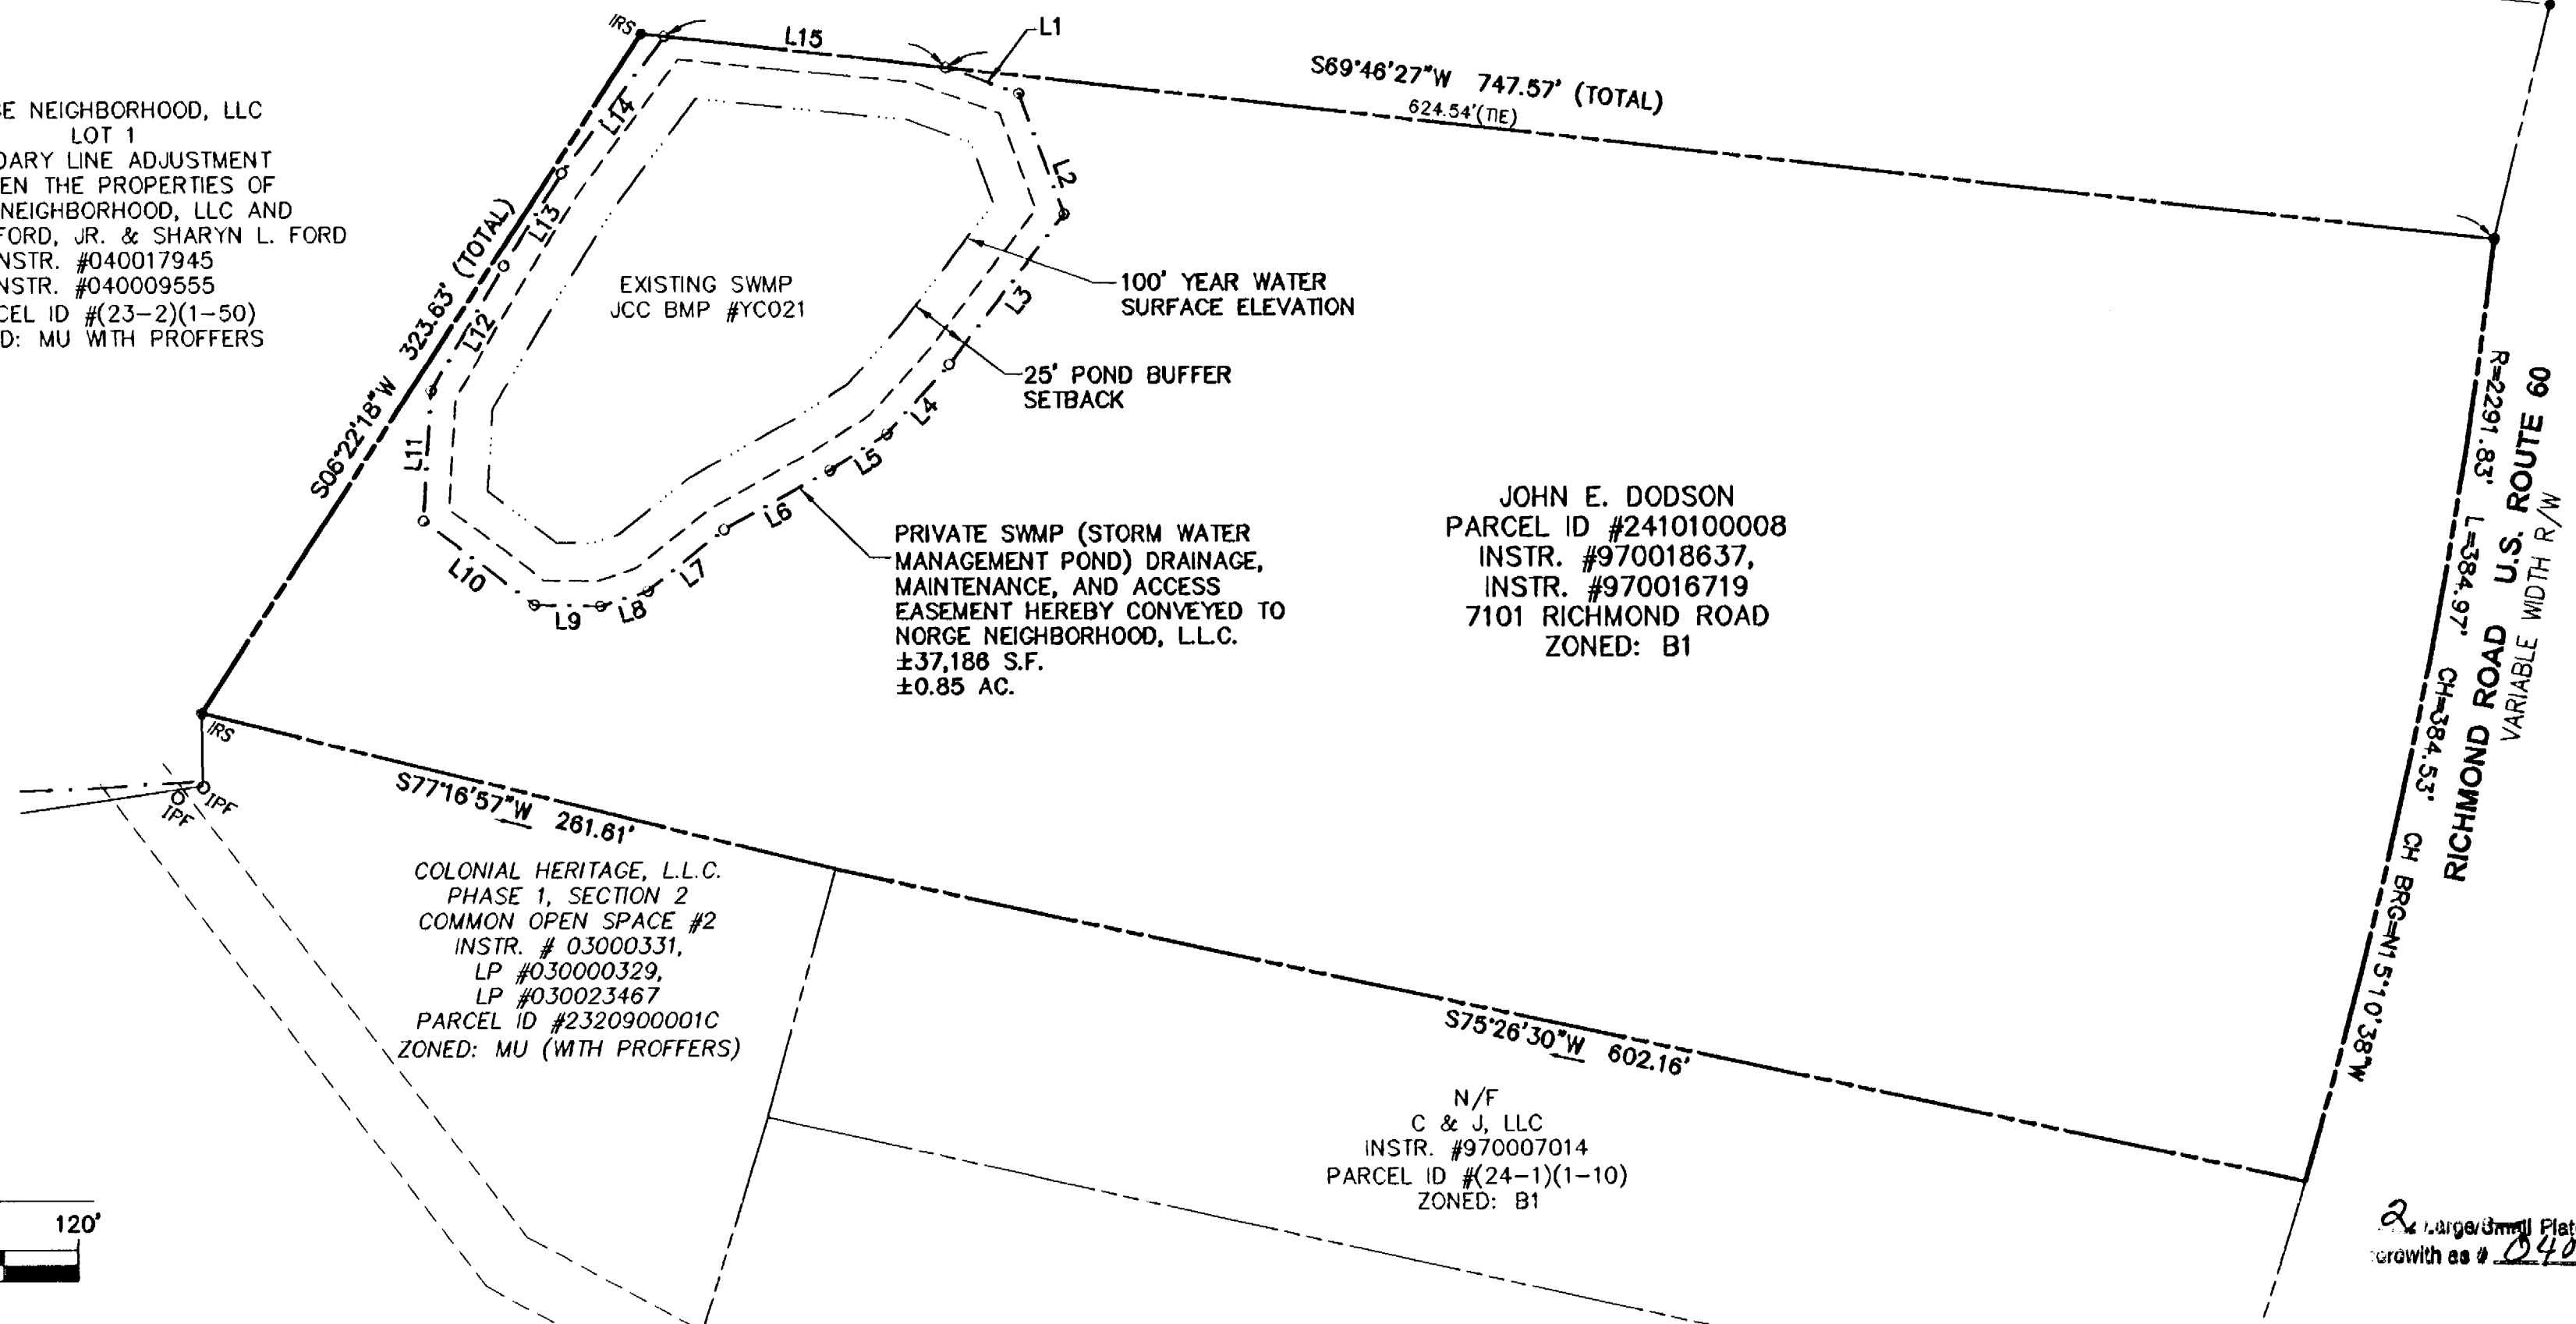 IRS
L15
L1
S69°46'27"W 747.57' (TOTAL)
624.54'(TIE)
NEIGHBORHOOD, LLC
LOT 1
LINE ADJUSTMENT
THE PROPERTIES OF
NEIGHBORHOOD, LLC AND
FORD, JR. & SHARYN L. FORD
INSTR. #040017945
INSTR. #040009555
#(23-2)(1-50)
MU WITH PROFFERS
L14
L13
L12
L11
L10
L9
L8
L7
L6
L5
L4
L3
L2
S06°22'18"W 323.63' (TOTAL)
EXISTING SWMP
JCC BMP #YC021
100' YEAR WATER
SURFACE ELEVATION
25' POND BUFFER
SETBACK
PRIVATE SWMP (STORM WATER
MANAGEMENT POND) DRAINAGE,
MAINTENANCE, AND ACCESS
EASEMENT HEREBY CONVEYED TO
NORGE NEIGHBORHOOD, L.L.C.
±37,186 S.F.
±0.85 AC.
JOHN E. DODSON
PARCEL ID #2410100008
INSTR. #970018637,
INSTR. #970016719
7101 RICHMOND ROAD
ZONED: B1
R=2291.83' L=384.97' CH=384.53' CH BRG=N15°10'38"W
RICHMOND ROAD U.S. ROUTE 60
VARIABLE WIDTH R/W
IRS
IPF
IPF
S77°16'57"W 261.61'
COLONIAL HERITAGE, L.L.C.
PHASE 1, SECTION 2
COMMON OPEN SPACE #2
INSTR. # 03000331,
LP #030000329,
LP #030023467
PARCEL ID #2320900001C
ZONED: MU (WITH PROFFERS)
S75°26'30"W 602.16'
N/F
C & J, LLC
INSTR. #970007014
PARCEL ID #(24-1)(1-10)
ZONED: B1
120'
2 Large/Small Plat
as # 040